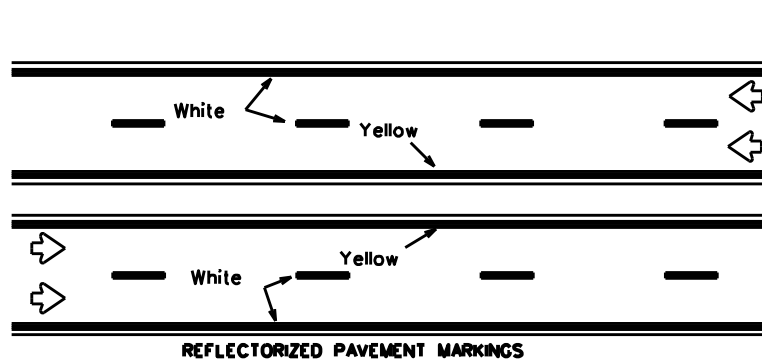 White
Yellow
Yellow
White
REFLECTORIZED PAVEMENT MARKINGS